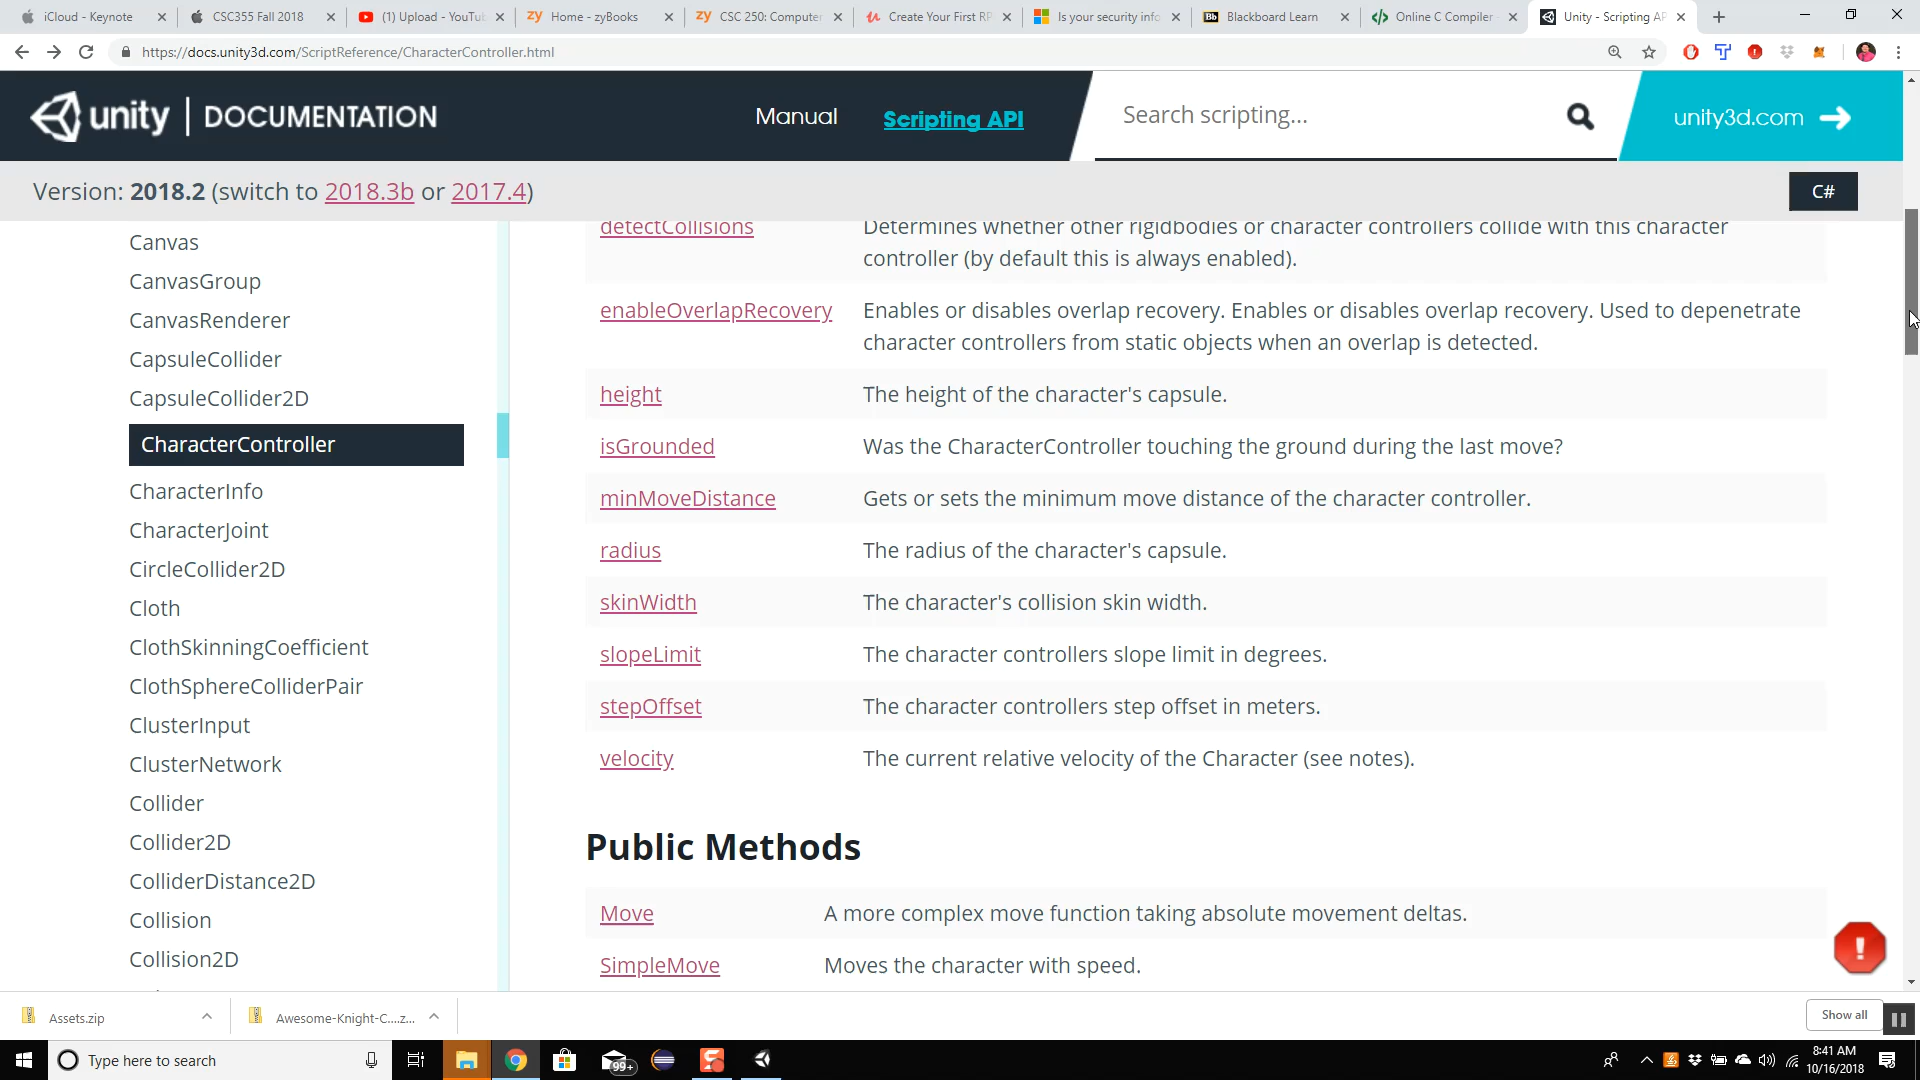 iCloud - Keynote
CSC355 Fall 2018
(1) Upload - YouTu
zy Home - zyBooks
zy CSC 250: Computer
Create Your First RP
Is your security info
Bb Blackboard Learn
Online C Compiler
Unity - Scripting AP
https://docs.unity3d.com/ScriptReference/CharacterController.html
unity | DOCUMENTATION
Manual
Scripting API
Search scripting...
unity3d.com
Version: 2018.2 (switch to 2018.3b or 2017.4)
C#
Canvas
CanvasGroup
CanvasRenderer
CapsuleCollider
CapsuleCollider2D
CharacterController
CharacterInfo
CharacterJoint
CircleCollider2D
Cloth
ClothSkinningCoefficient
ClothSphereColliderPair
ClusterInput
ClusterNetwork
Collider
Collider2D
ColliderDistance2D
Collision
Collision2D
detectCollisions Determines whether other rigidbodies or character controllers collide with this character
controller (by default this is always enabled).
enableOverlapRecovery Enables or disables overlap recovery. Enables or disables overlap recovery. Used to depenetrate
character controllers from static objects when an overlap is detected.
height The height of the character's capsule.
isGrounded Was the CharacterController touching the ground during the last move?
minMoveDistance Gets or sets the minimum move distance of the character controller.
radius The radius of the character's capsule.
skinWidth The character's collision skin width.
slopeLimit The character controllers slope limit in degrees.
stepOffset The character controllers step offset in meters.
velocity The current relative velocity of the Character (see notes).
Public Methods
Move A more complex move function taking absolute movement deltas.
SimpleMove Moves the character with speed.
Assets.zip
Awesome-Knight-C....z...
Show all
Type here to search
99+
8:41 AM
10/16/2018